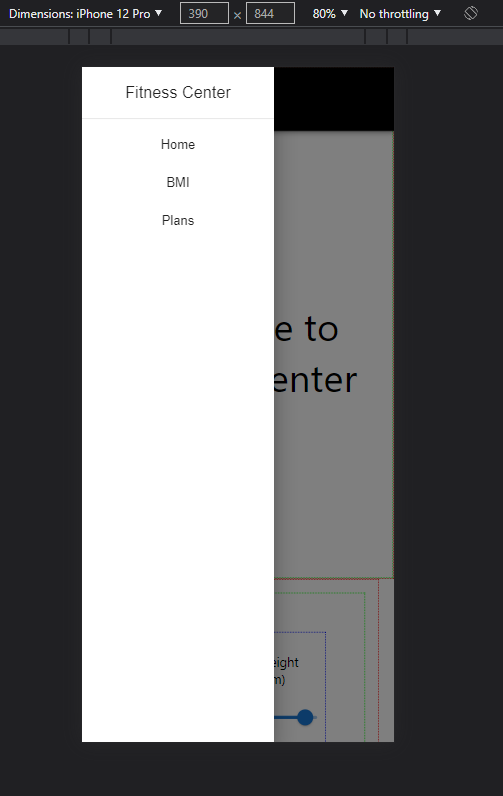 Dimensions: iPhone 12 Pro ▼ 390 × 844 80% ▼ No throttling ▼
Fitness Center
Home
BMI
Plans
e to
enter
eight
m)